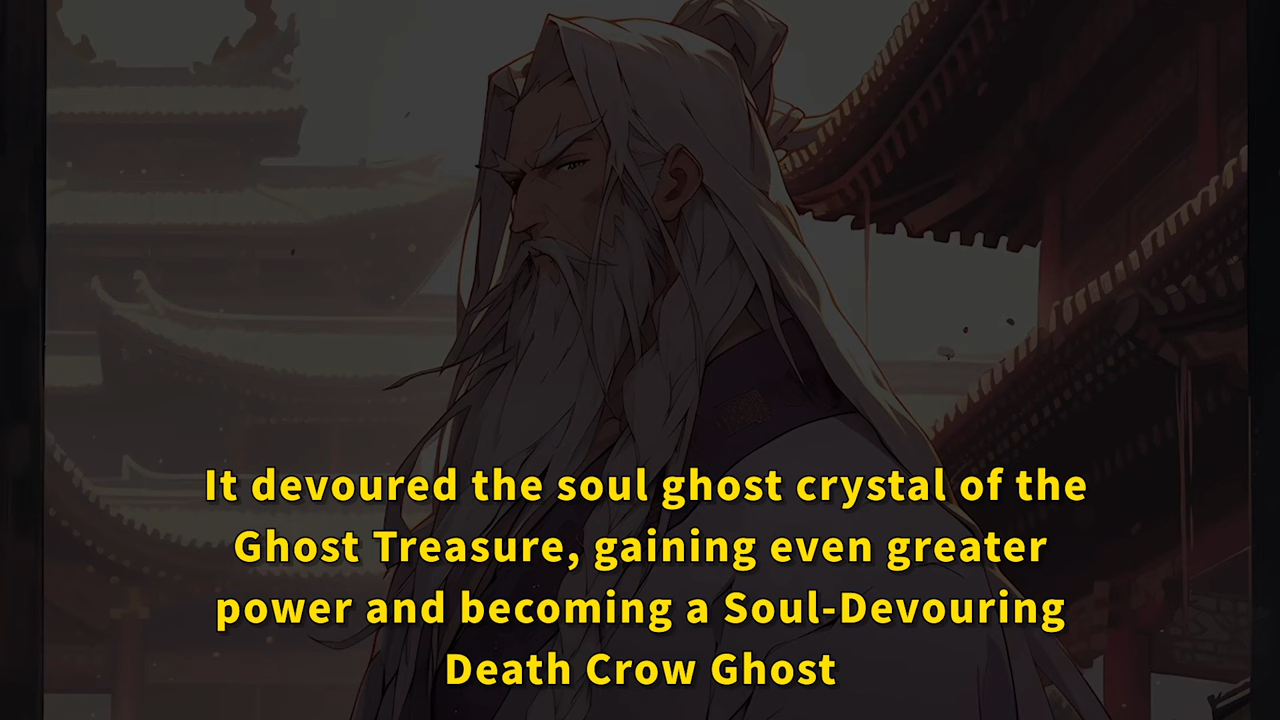 It devoured the soul ghost crystal of the
Ghost Treasure, gaining even greater
power and becoming a Soul-Devouring
Death Crow Ghost